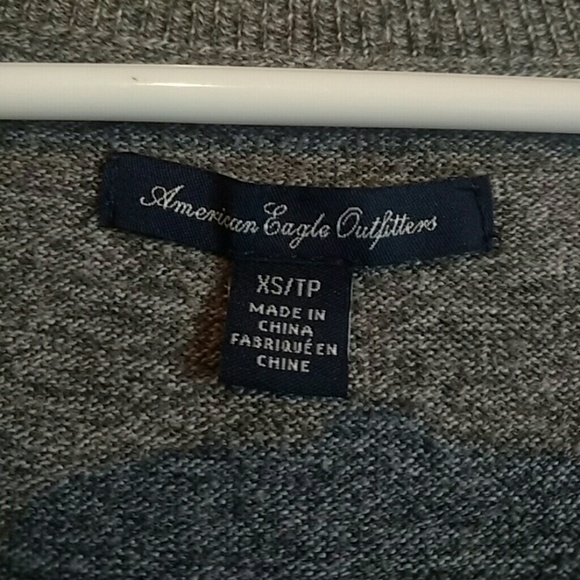 American Eagle Outfitters
XS/TP
MADE IN
CHINA
FABRIQUÉ EN
CHINE